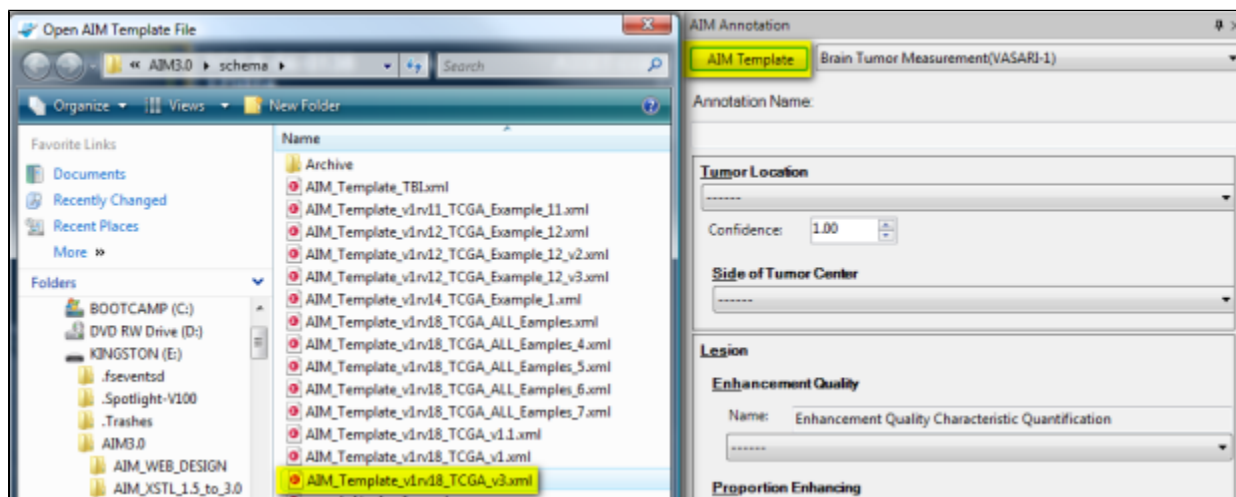 Open AIM Template File
« AIM3.0 ▸ schema ▸
Search
Organize Views New Folder
Favorite Links
Documents
Recently Changed
Recent Places
More »
Folders
BOOTCAMP (C:)
DVD RW Drive (D:)
KINGSTON (E:)
.fseventsd
.Spotlight-V100
.Trashes
AIM3.0
AIM_WEB_DESIGN
AIM_XSTL_1.5_to_3.0
Name
Archive
AIM_Template_TBI.xml
AIM_Template_v1rv11_TCGA_Example_11.xml
AIM_Template_v1rv12_TCGA_Example_12.xml
AIM_Template_v1rv12_TCGA_Example_12_v2.xml
AIM_Template_v1rv12_TCGA_Example_12_v3.xml
AIM_Template_v1rv14_TCGA_Example_1.xml
AIM_Template_v1rv18_TCGA_ALL_Eamples.xml
AIM_Template_v1rv18_TCGA_ALL_Eamples_4.xml
AIM_Template_v1rv18_TCGA_ALL_Eamples_5.xml
AIM_Template_v1rv18_TCGA_ALL_Eamples_6.xml
AIM_Template_v1rv18_TCGA_ALL_Eamples_7.xml
AIM_Template_v1rv18_TCGA_v1.1.xml
AIM_Template_v1rv18_TCGA_v1.xml
AIM_Template_v1rv18_TCGA_v3.xml
AIM Annotation
AIM Template Brain Tumor Measurement(VASARI-1)
Annotation Name:
Tumor Location
------
Confidence: 1.00
Side of Tumor Center
------
Lesion
Enhancement Quality
Name: Enhancement Quality Characteristic Quantification
------
Proportion Enhancing